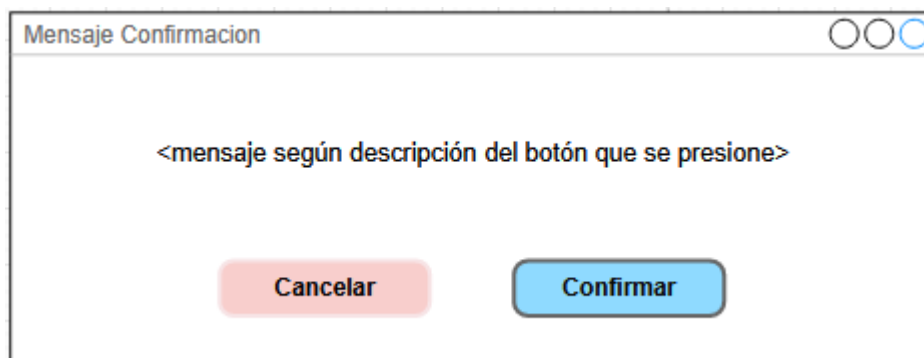 Mensaje Confirmacion
<mensaje según descripción del botón que se presione>
Cancelar
Confirmar